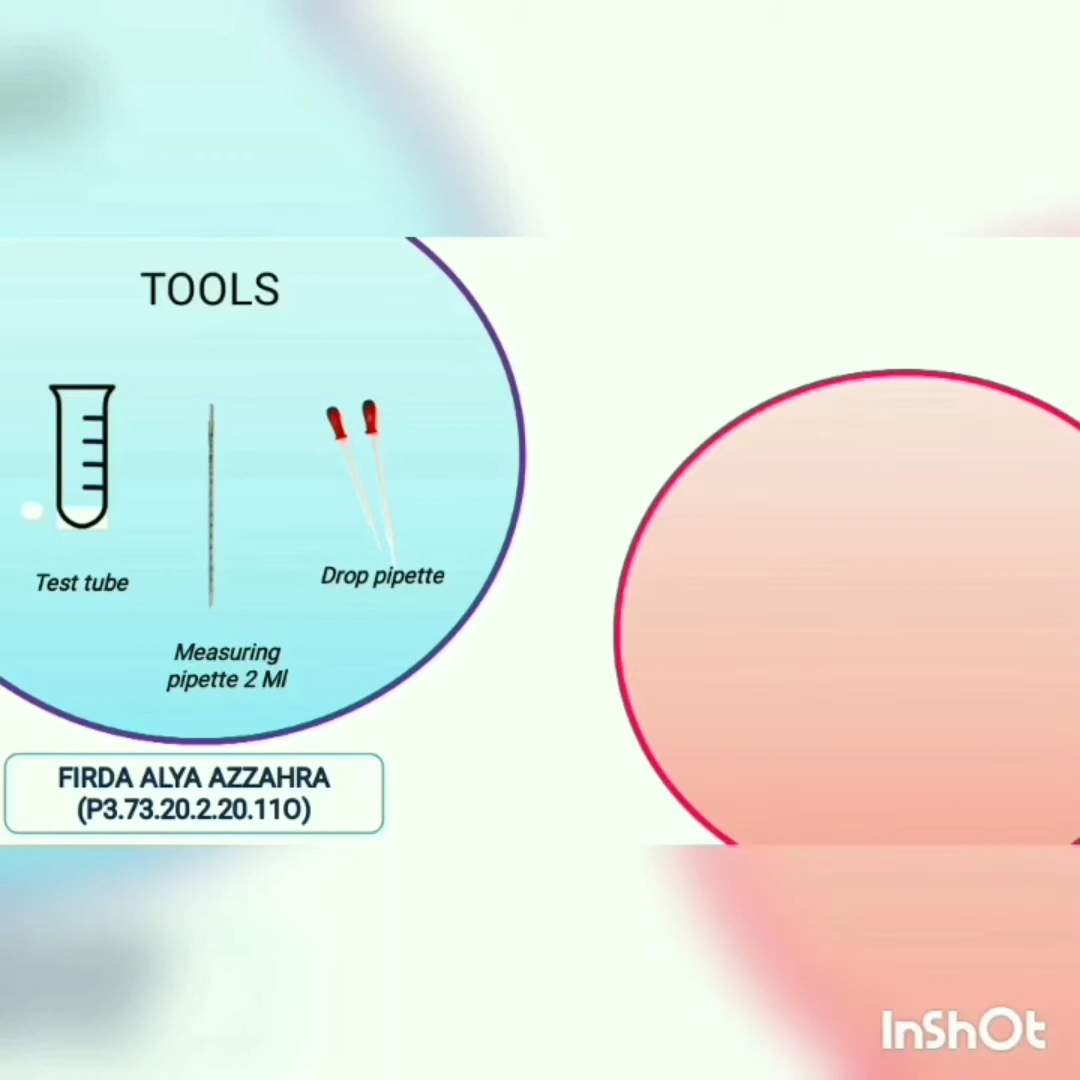 TOOLS
Test tube
Drop pipette
Measuring
pipette 2 Ml
FIRDA ALYA AZZAHRA
(P3.73.20.2.20.110)
InShOt